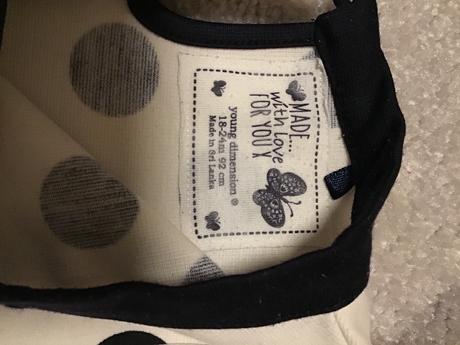 MADE...
with love
FOR YOU X
young dimension ®
18-24m 92 cm
Made in Sri Lanka